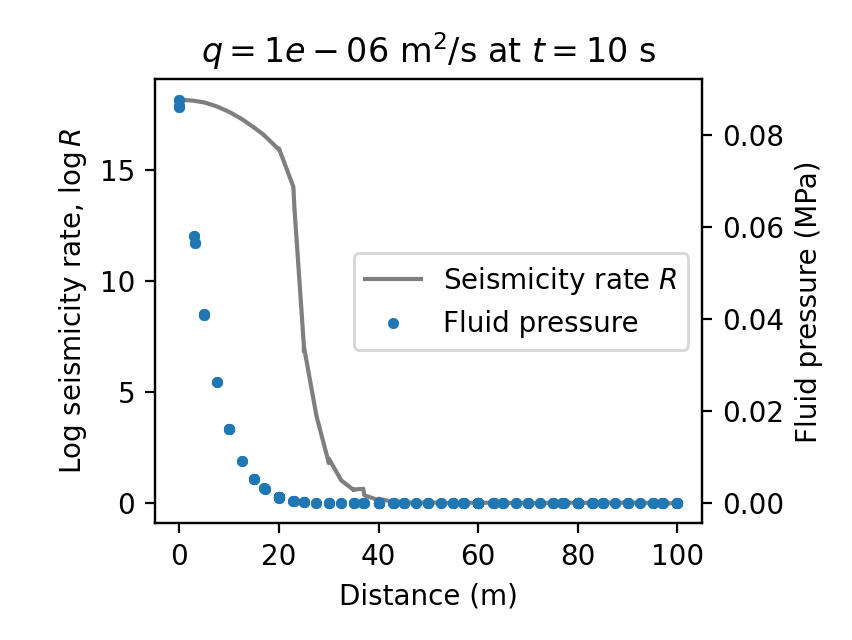 q = 1e − 06 m²/s at t = 10 s
Log seismicity rate, log R
15
10
5
0
Seismicity rate R
Fluid pressure
0.08
0.06
0.04
0.02
0.00
Fluid pressure (MPa)
0 20 40 60 80 100
Distance (m)